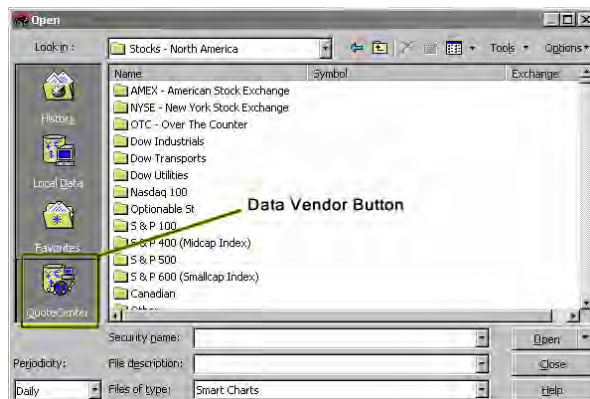 Open
Look in :
Stocks - North America
Tools
Options
Name
Symbol
Exchange
AMEX - American Stock Exchange
NYSE - New York Stock Exchange
OTC - Over The Counter
Dow Industrials
Dow Transports
Dow Utilities
Nasdaq 100
Optionable St
S & P 100
S & P 400 (Midcap Index)
S & P 500
S & P 600 (Smallcap Index)
Canadian
Other
History
Local Data
Favorites
QuoteCenter
Data Vendor Button
Security name:
Open
Periodicity:
File description:
Close
Daily
Files of type:
Smart Charts
Help